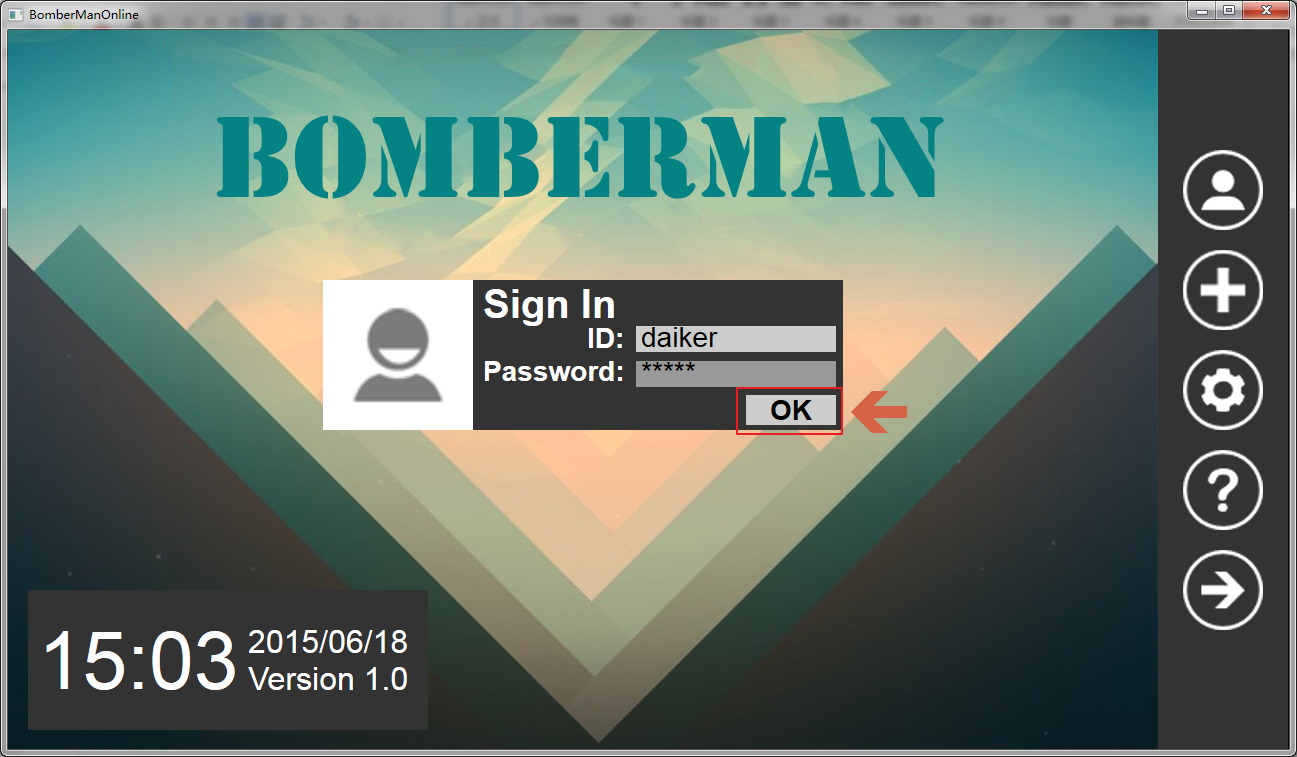 BomberManOnline
BOMBERMAN
Sign In
ID: daiker
Password: *****
OK
15:03
2015/06/18
Version 1.0